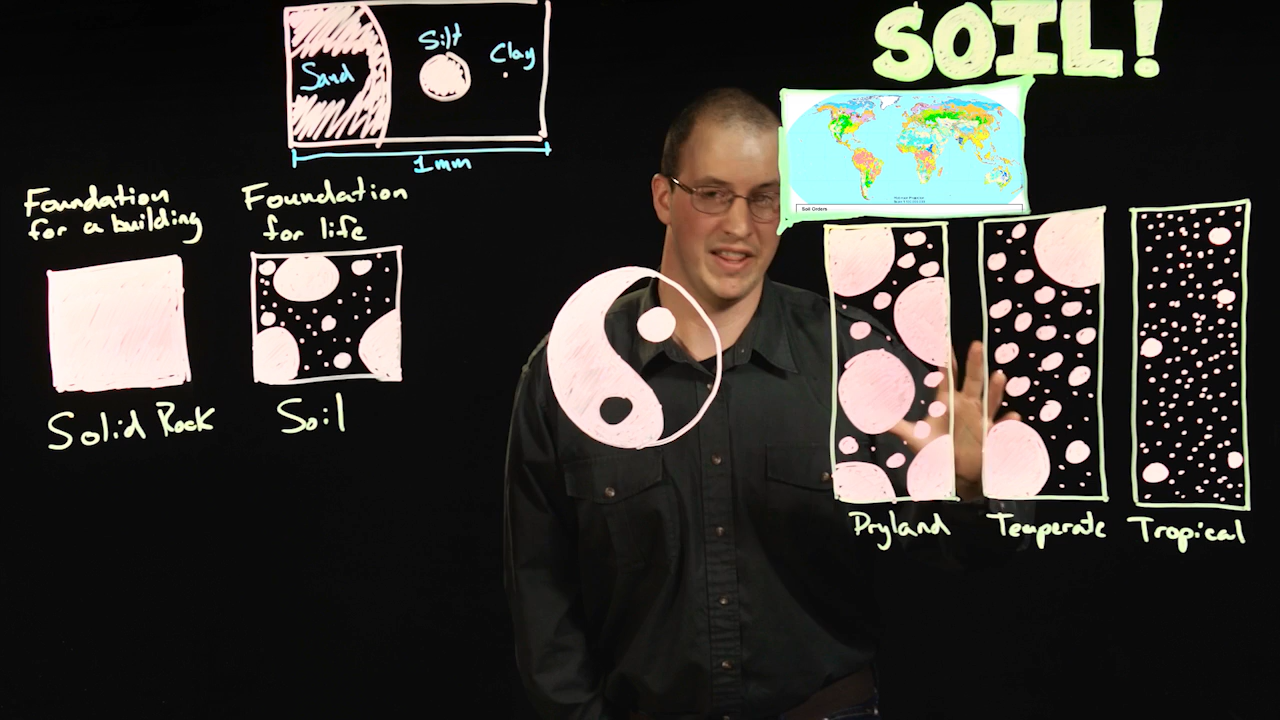 SOIL!
Sand
Silt
Clay
1mm
Foundation
for a building
Solid Rock
Foundation
for life
Soil
Soil Orders
Dryland
Temperate
Tropical